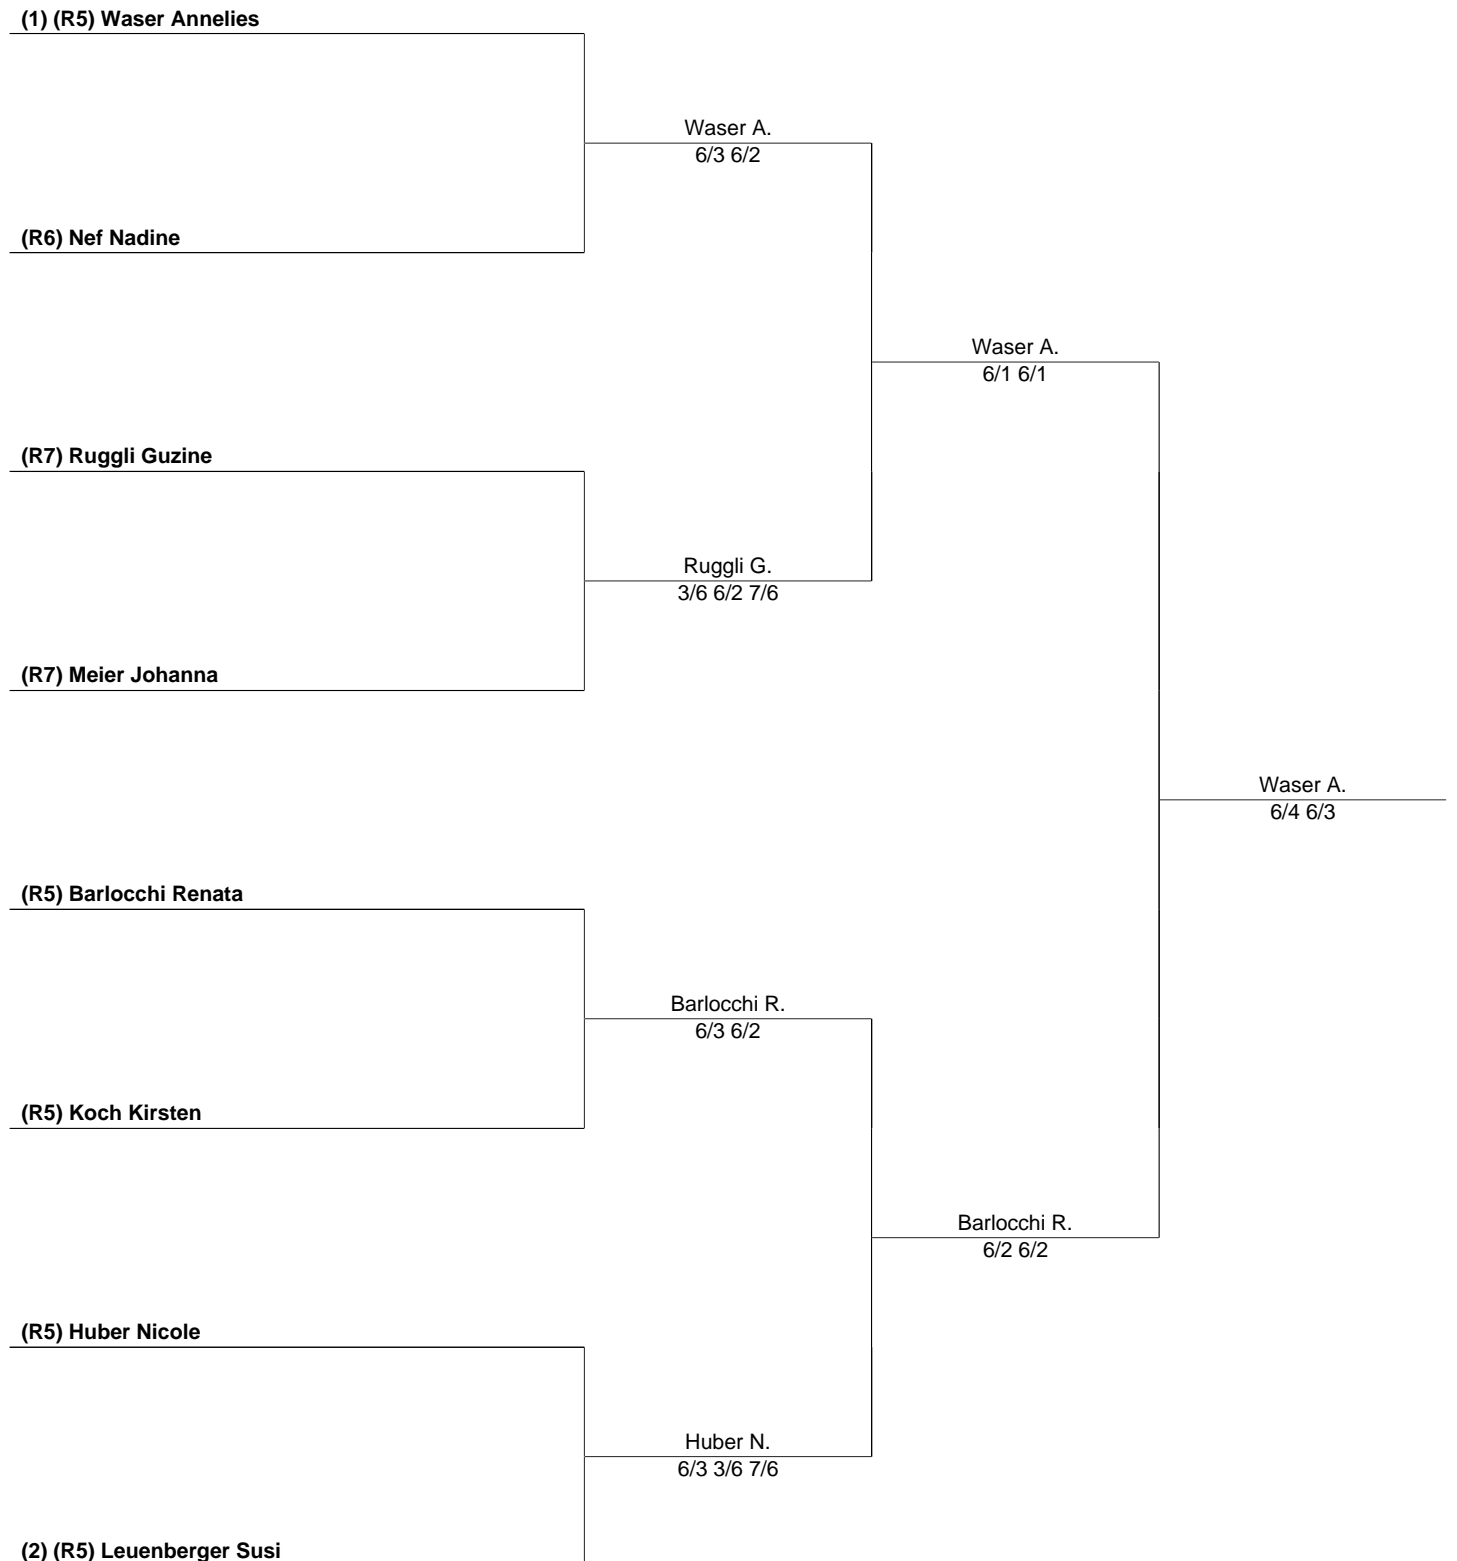 (1) (R5) Waser Annelies
Waser A.
6/3 6/2
(R6) Nef Nadine
Waser A.
6/1 6/1
(R7) Ruggli Guzine
Ruggli G.
3/6 6/2 7/6
(R7) Meier Johanna
Waser A.
6/4 6/3
(R5) Barlocchi Renata
Barlocchi R.
6/3 6/2
(R5) Koch Kirsten
Barlocchi R.
6/2 6/2
(R5) Huber Nicole
Huber N.
6/3 3/6 7/6
(2) (R5) Leuenberger Susi